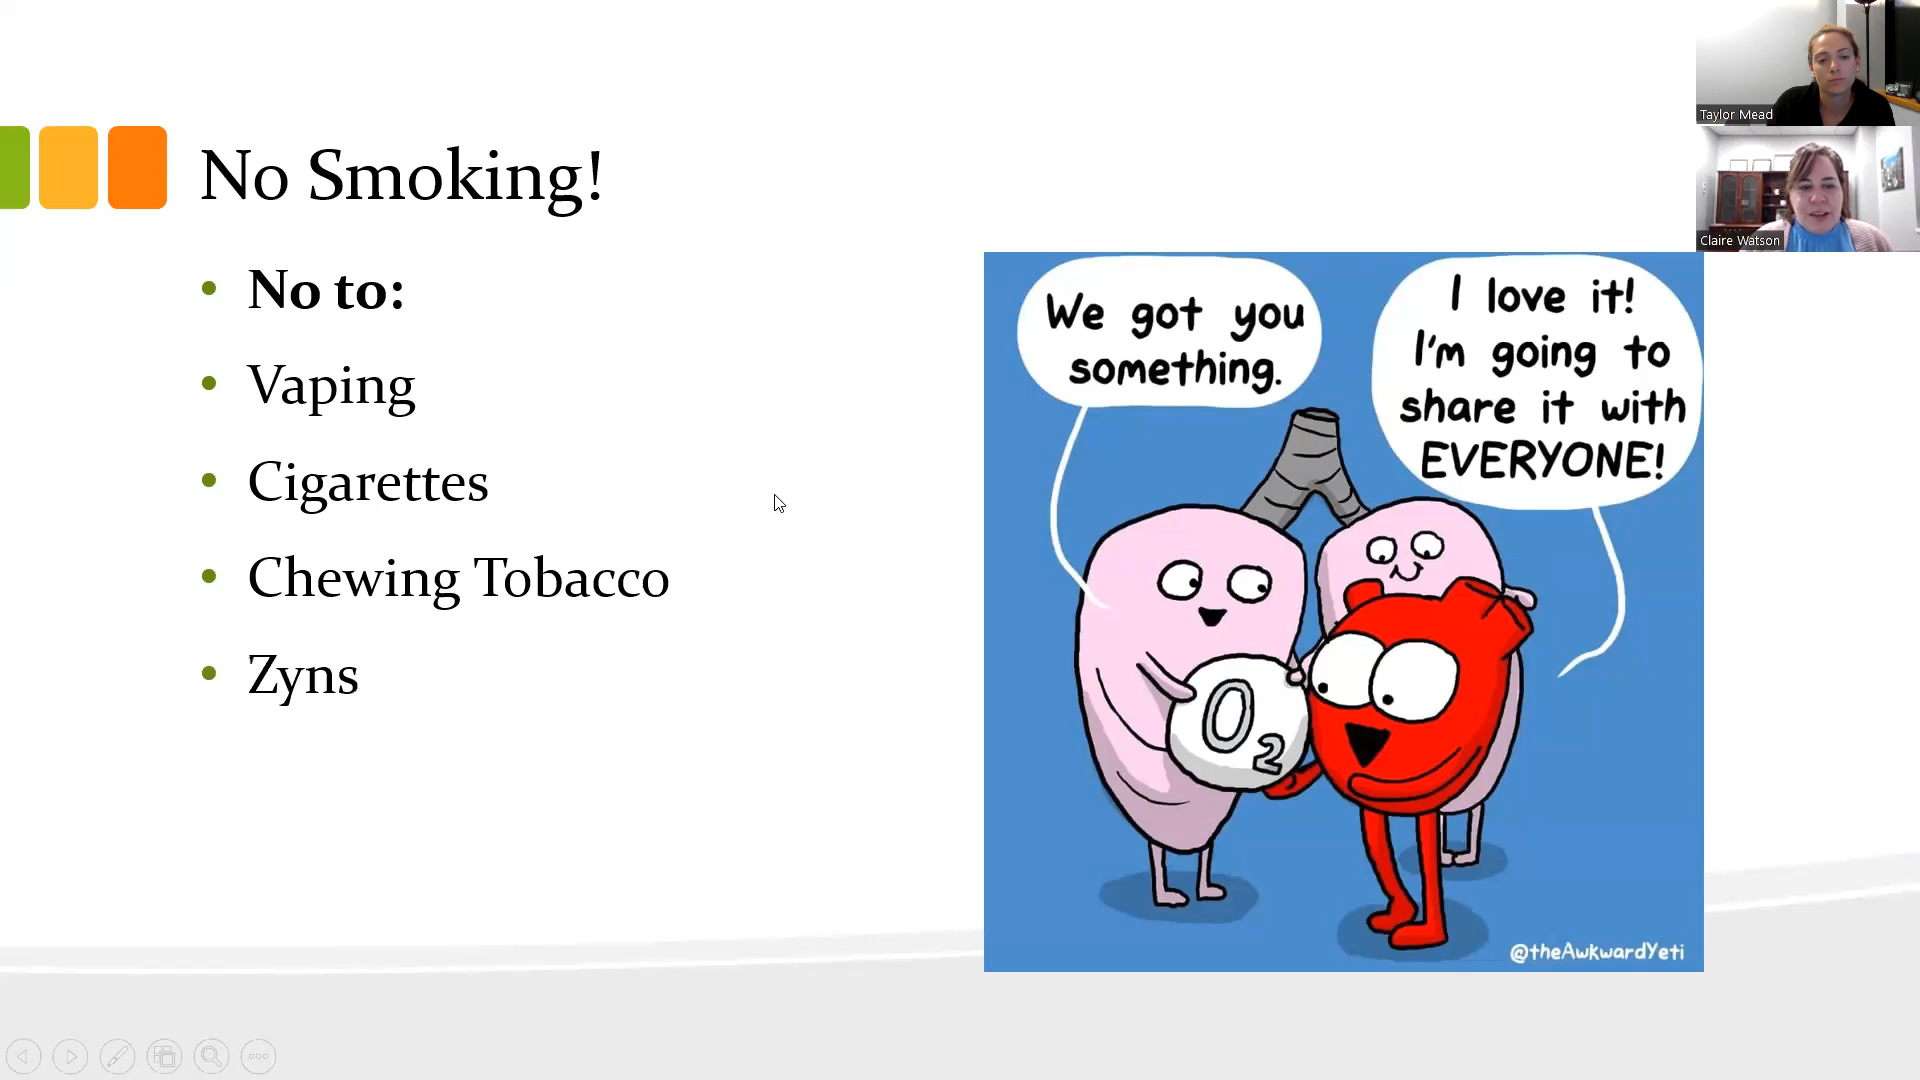 No Smoking!
No to:
Vaping
Cigarettes
Chewing Tobacco
Zyns
We got you
something.
I love it!
I'm going to
share it with
EVERYONE!
O2
@theAwkwardYeti
Taylor Mead
Claire Watson